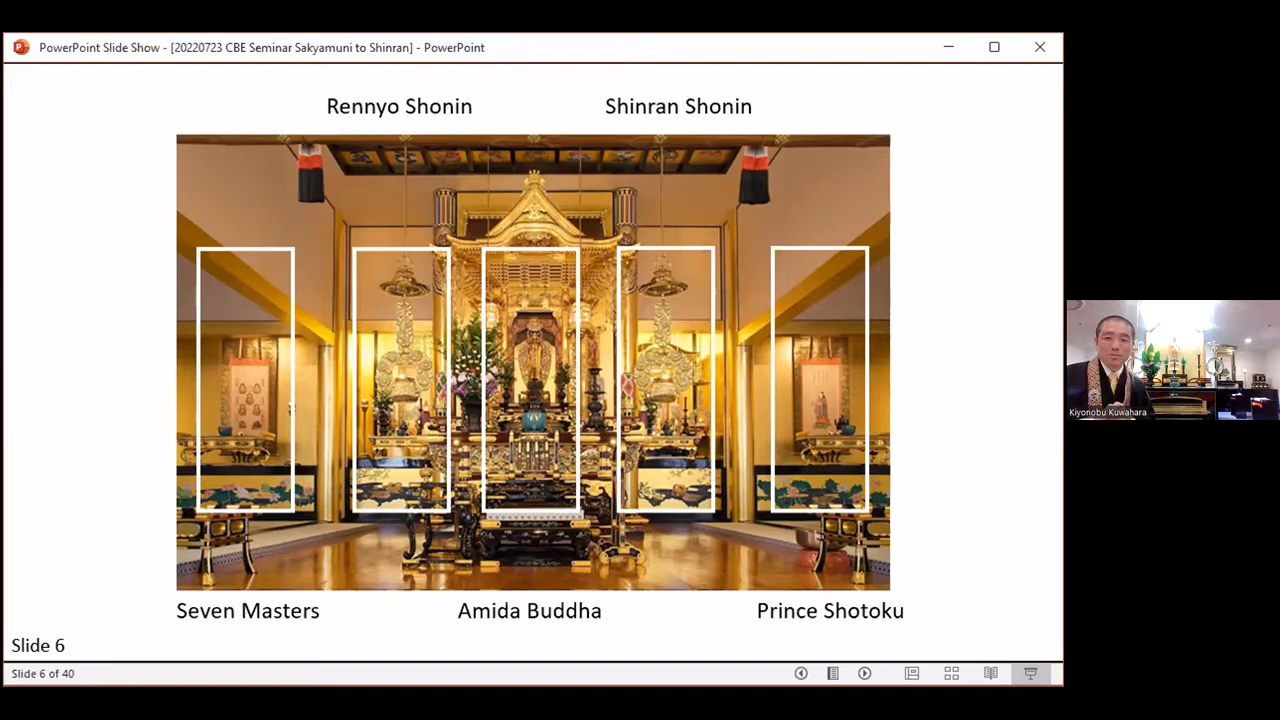 PowerPoint Slide Show - [20220723 CBE Seminar Sakyamuni to Shinran] - PowerPoint
Rennyo Shonin
Shinran Shonin
Seven Masters
Amida Buddha
Prince Shotoku
Slide 6
Slide 6 of 40
Kiyonobu Kuwahara